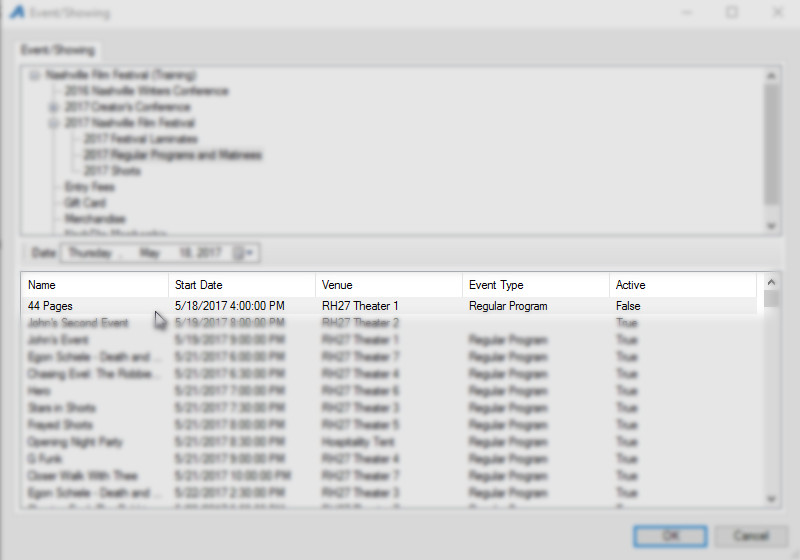 Event/Showing
Event/Showing
Nashville Film Festival (Training)
2016 Nashville Writers Conference
2017 Creator's Conference
2017 Nashville Film Festival
2017 Festival Laminates
2017 Regular Programs and Matinees
2017 Shorts
Entry Fees
Gift Card
Merchandise
Date Thursday , May 18, 2017
Name Start Date Venue Event Type Active
44 Pages 5/18/2017 4:00:00 PM RH27 Theater 1 Regular Program False
John's Second Event 5/19/2017 8:00:00 PM RH27 Theater 2 True
John's Event 5/19/2017 9:00:00 PM RH27 Theater 1 Regular Program True
Egon Schiele - Death and ... 5/21/2017 6:00:00 PM RH27 Theater 7 Regular Program True
Chasing Evel: The Robbie... 5/21/2017 6:30:00 PM RH27 Theater 4 Regular Program True
Hero 5/21/2017 7:00:00 PM RH27 Theater 6 Regular Program True
Stars in Shorts 5/21/2017 7:30:00 PM RH27 Theater 3 Regular Program True
Frayed Shorts 5/21/2017 8:00:00 PM RH27 Theater 5 Regular Program True
Opening Night Party 5/21/2017 8:30:00 PM Hospitality Tent Regular Program True
G Funk 5/21/2017 9:00:00 PM RH27 Theater 4 Regular Program True
Closer Walk With Thee 5/21/2017 10:00:00 PM RH27 Theater 7 Regular Program True
Egon Schiele - Death and ... 5/22/2017 2:30:00 PM RH27 Theater 3 Regular Program True
OK Cancel